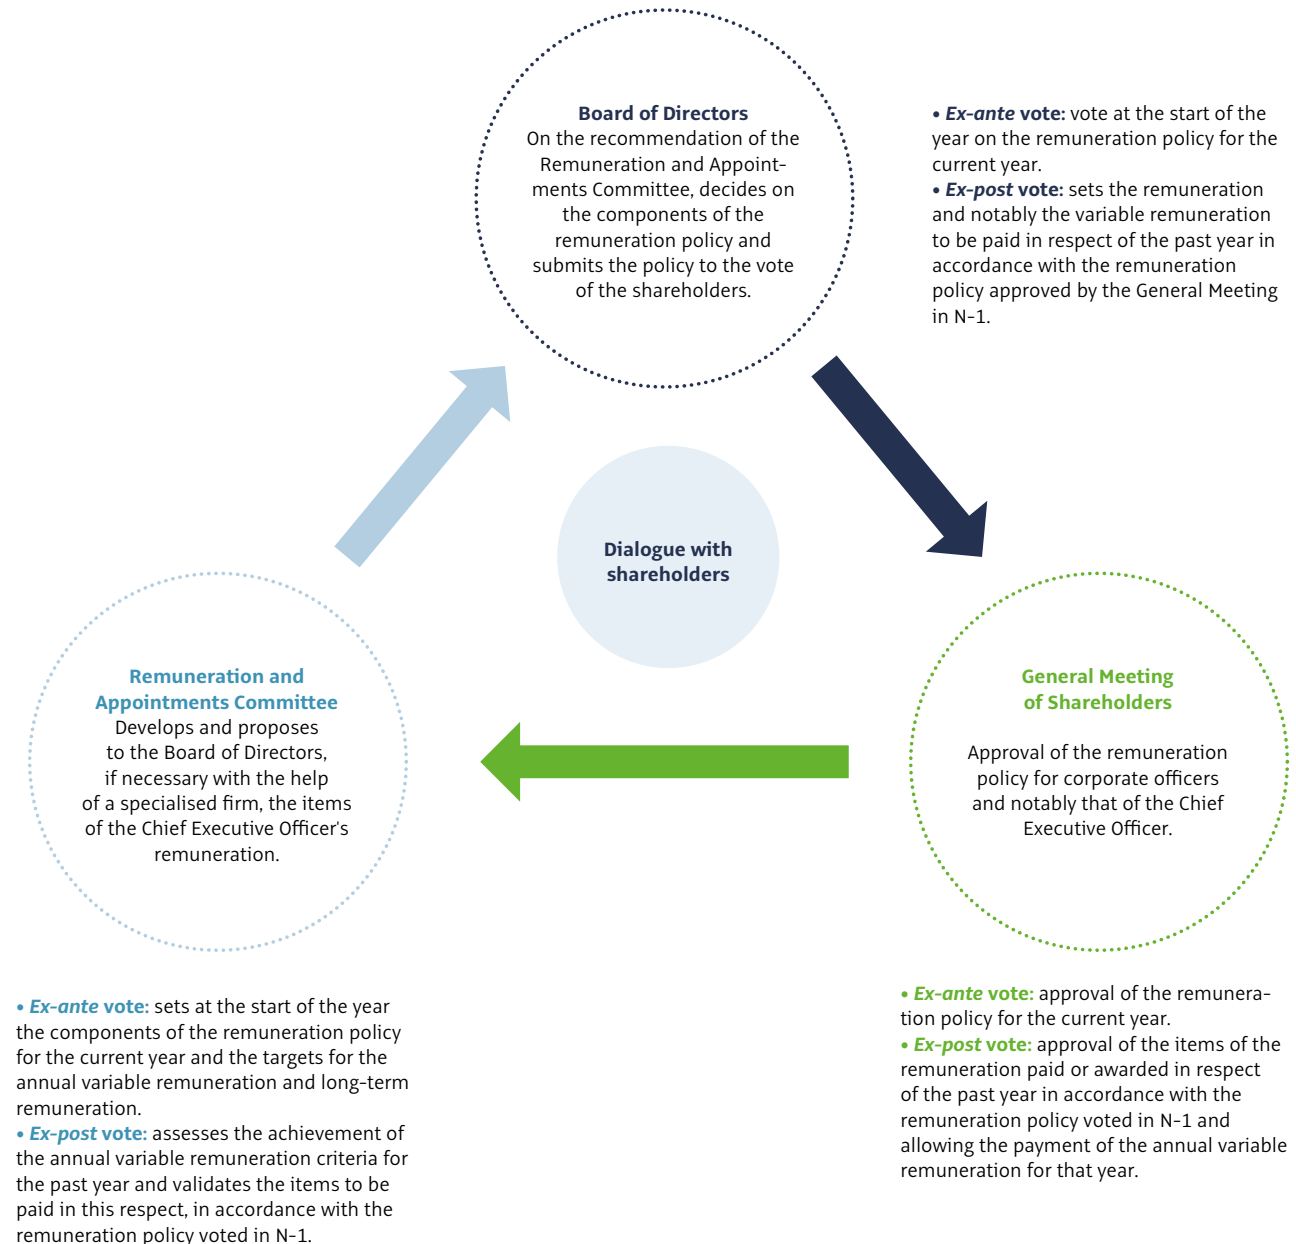 Board of Directors
On the recommendation of the
Remuneration and Appoint-
ments Committee, decides on
the components of the
remuneration policy and
submits the policy to the vote
of the shareholders.
• Ex-ante vote: vote at the start of the
year on the remuneration policy for the
current year.
• Ex-post vote: sets the remuneration
and notably the variable remuneration
to be paid in respect of the past year in
accordance with the remuneration
policy approved by the General Meeting
in N-1.
Dialogue with
shareholders
Remuneration and
Appointments Committee
Develops and proposes
to the Board of Directors,
if necessary with the help
of a specialised firm, the items
of the Chief Executive Officer's
remuneration.
General Meeting
of Shareholders
Approval of the remuneration
policy for corporate officers
and notably that of the Chief
Executive Officer.
• Ex-ante vote: sets at the start of the year
the components of the remuneration policy
for the current year and the targets for the
annual variable remuneration and long-term
remuneration.
• Ex-post vote: assesses the achievement of
the annual variable remuneration criteria for
the past year and validates the items to be
paid in this respect, in accordance with the
remuneration policy voted in N-1.
• Ex-ante vote: approval of the remunera-
tion policy for the current year.
• Ex-post vote: approval of the items of the
remuneration paid or awarded in respect
of the past year in accordance with the
remuneration policy voted in N-1 and
allowing the payment of the annual variable
remuneration for that year.